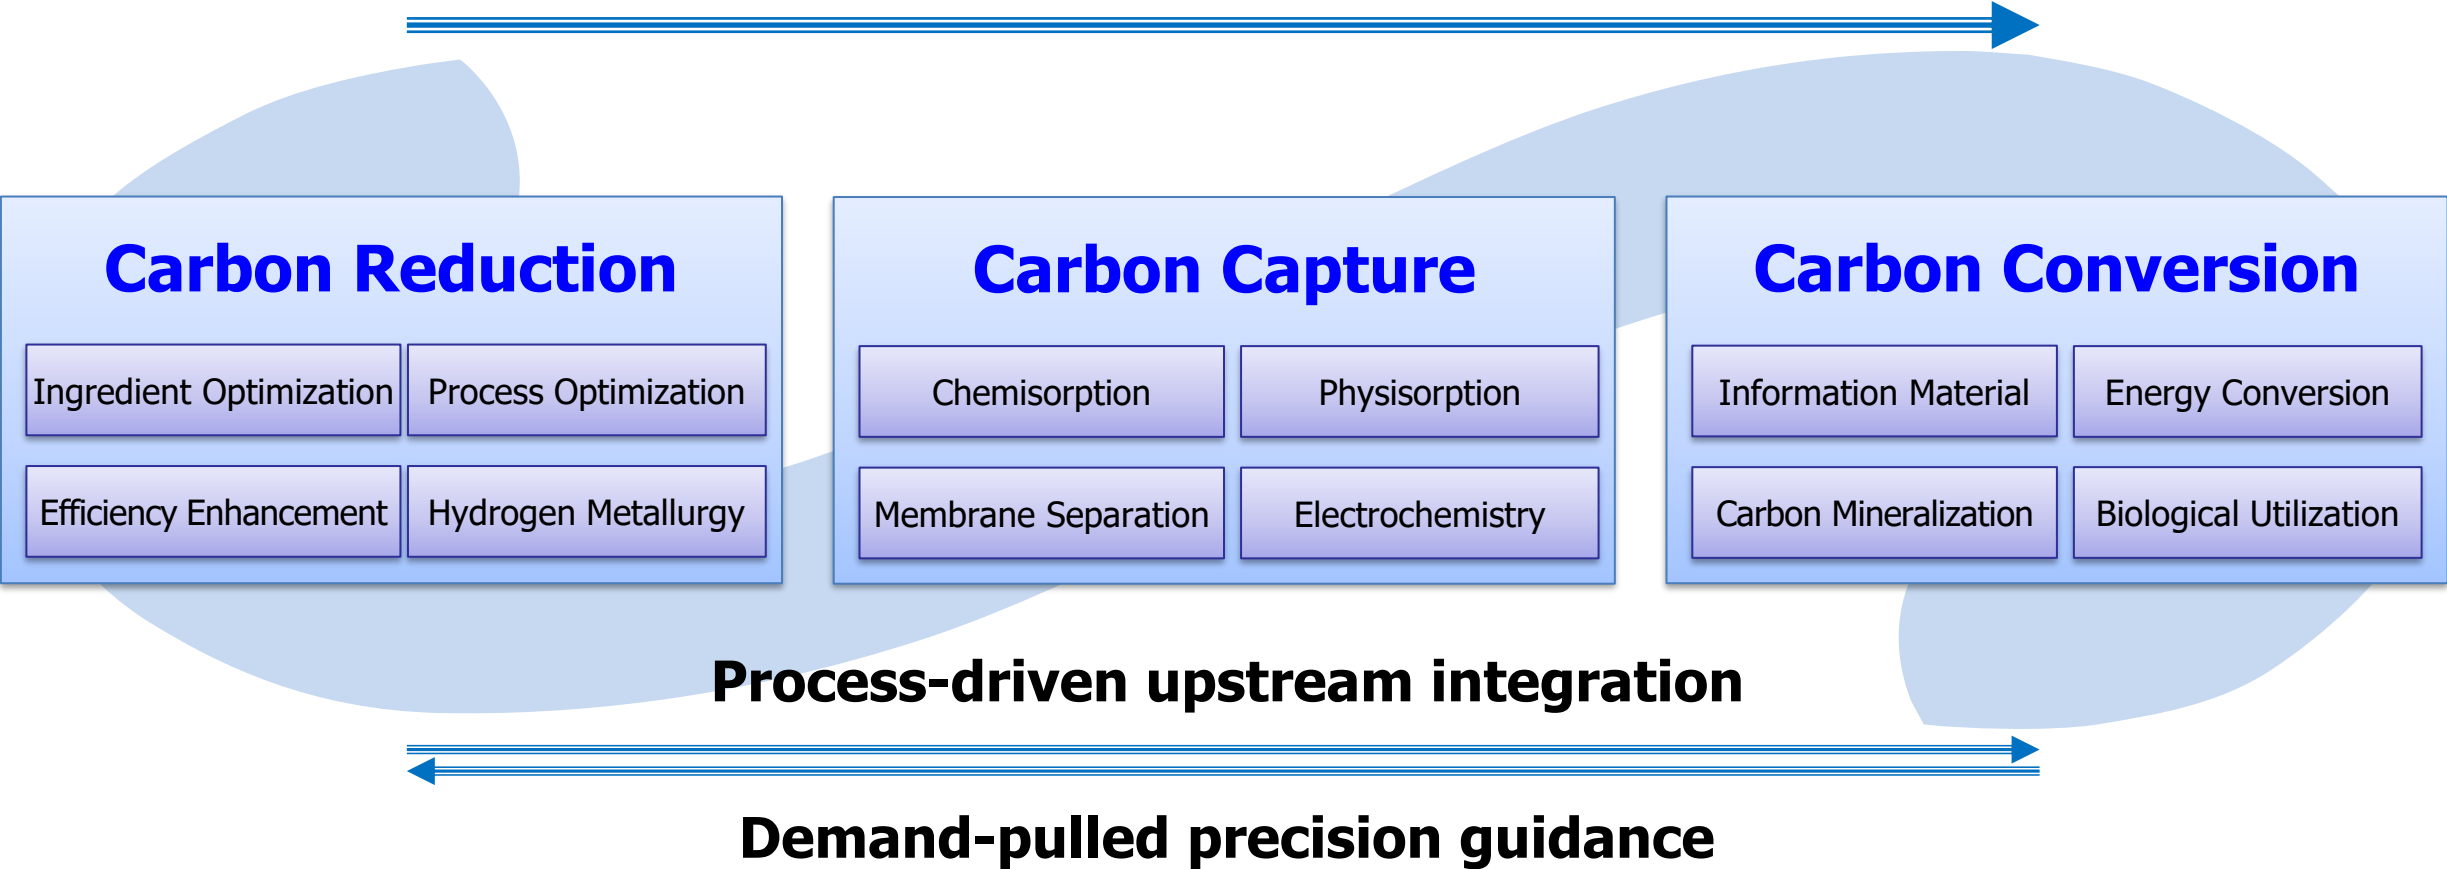 Carbon Reduction
Ingredient Optimization
Process Optimization
Efficiency Enhancement
Hydrogen Metallurgy
Carbon Capture
Chemisorption
Physisorption
Membrane Separation
Electrochemistry
Carbon Conversion
Information Material
Energy Conversion
Carbon Mineralization
Biological Utilization
Process-driven upstream integration
Demand-pulled precision guidance